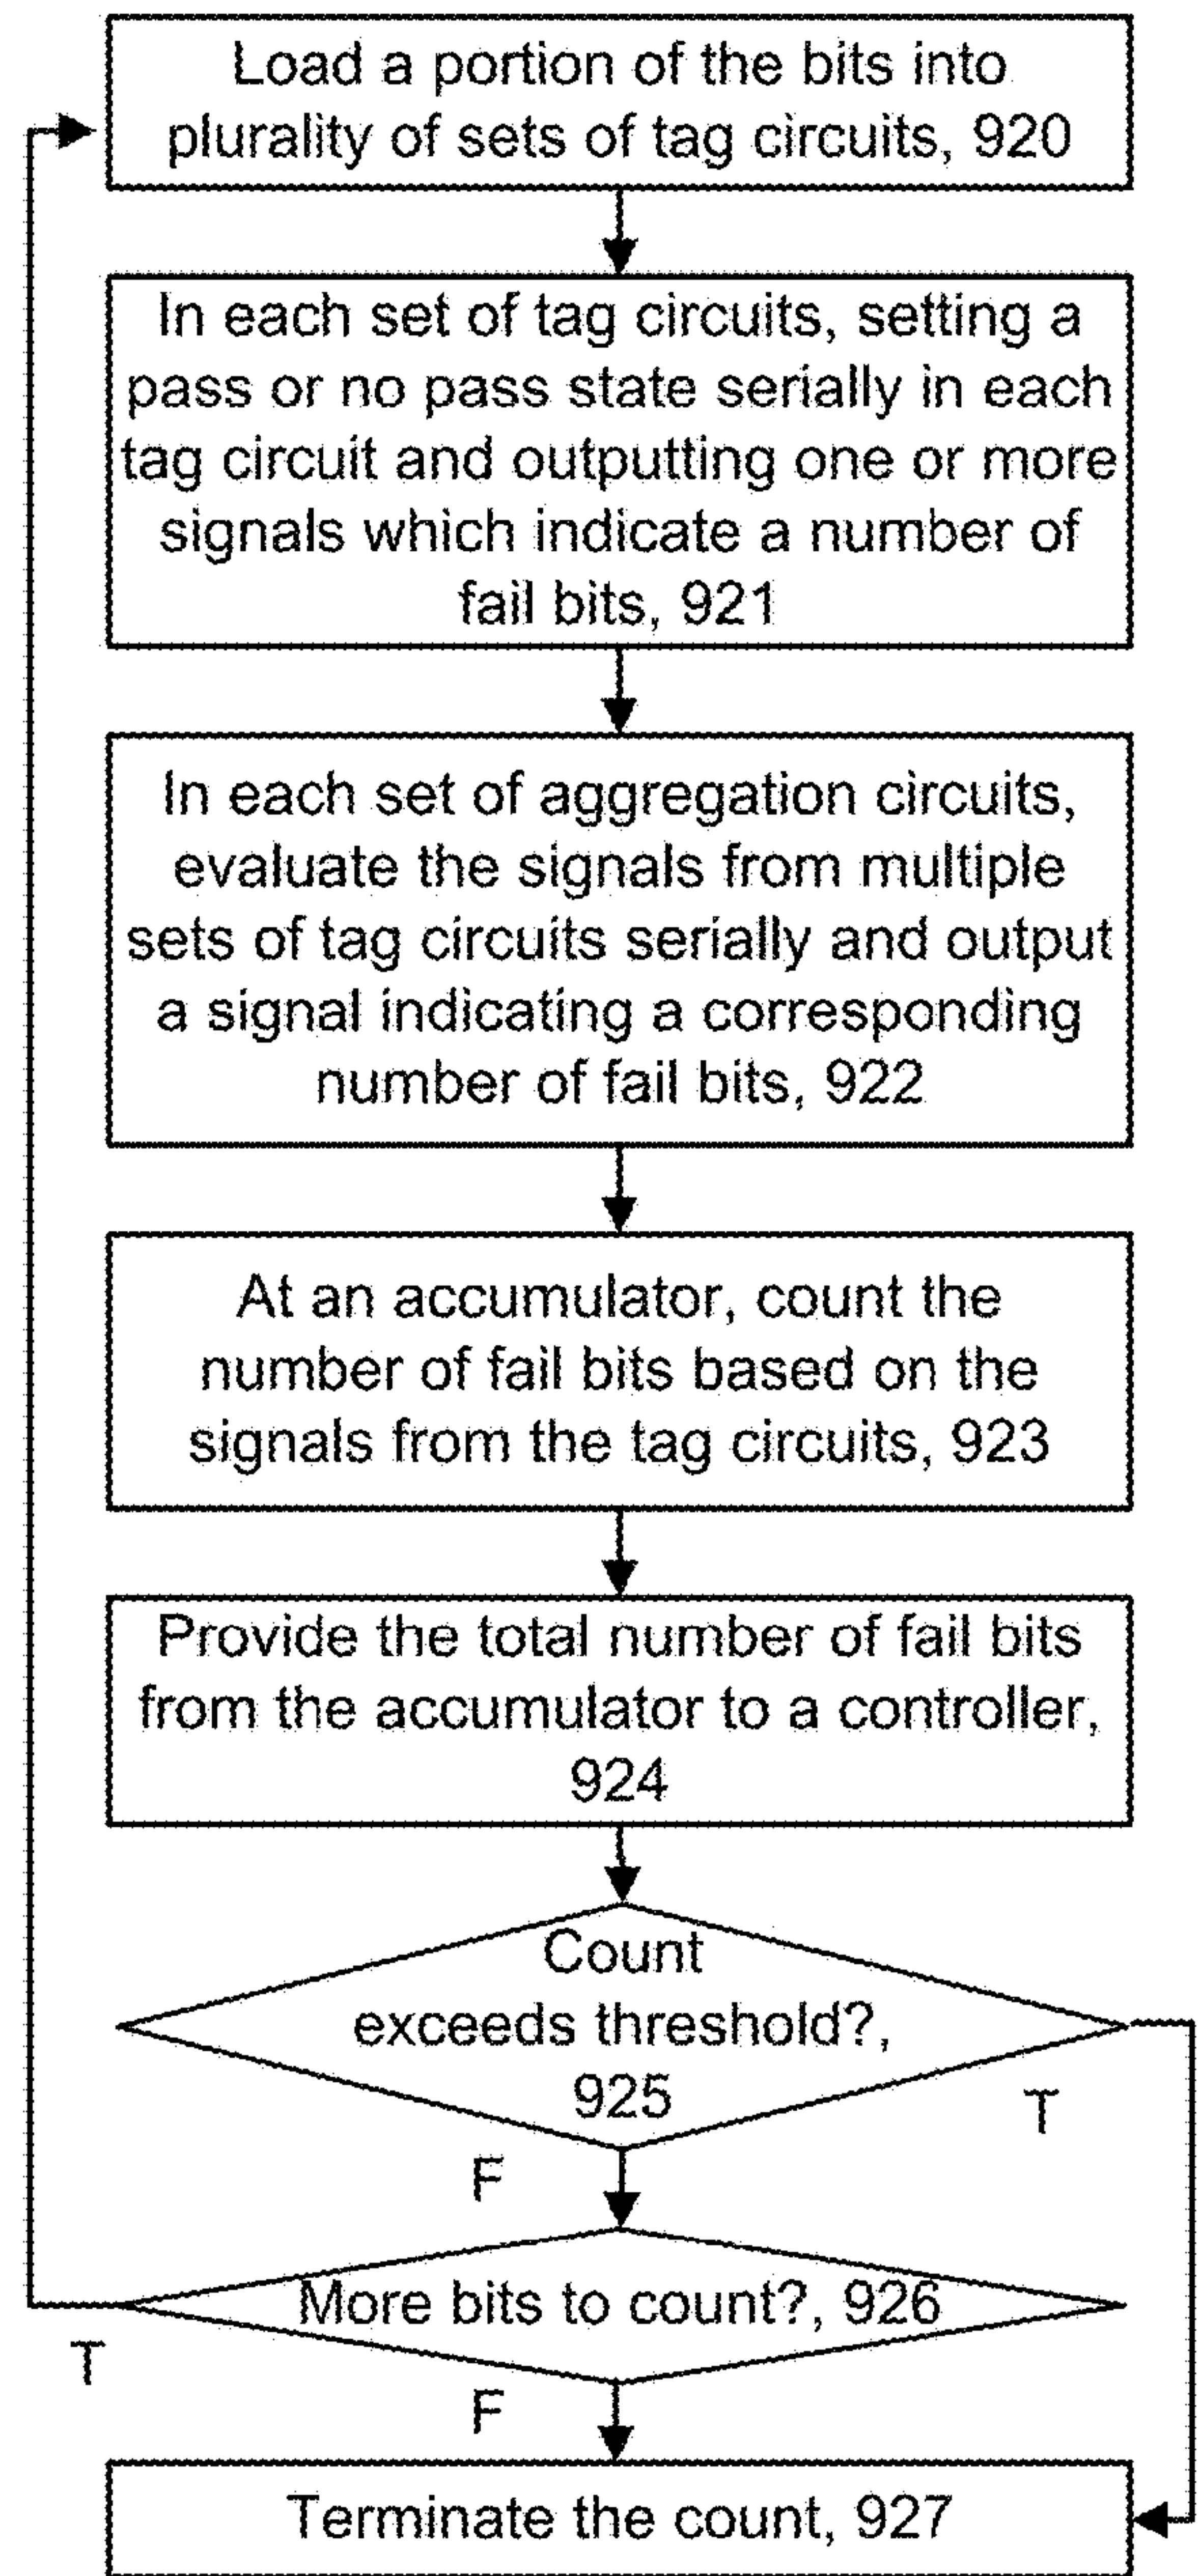 Load a portion of the bits into
plurality of sets of tag circuits, 920
In each set of tag circuits, setting a
pass or no pass state serially in each
tag circuit and outputting one or more
signals which indicate a number of
fail bits, 921
In each set of aggregation circuits,
evaluate the signals from multiple
sets of tag circuits serially and output
a signal indicating a corresponding
number of fail bits, 922
At an accumulator, count the
number of fail bits based on the
signals from the tag circuits, 923
Provide the total number of fail bits
from the accumulator to a controller,
924
Count
exceeds threshold?,
925
T
F
More bits to count?, 926
T
F
Terminate the count, 927